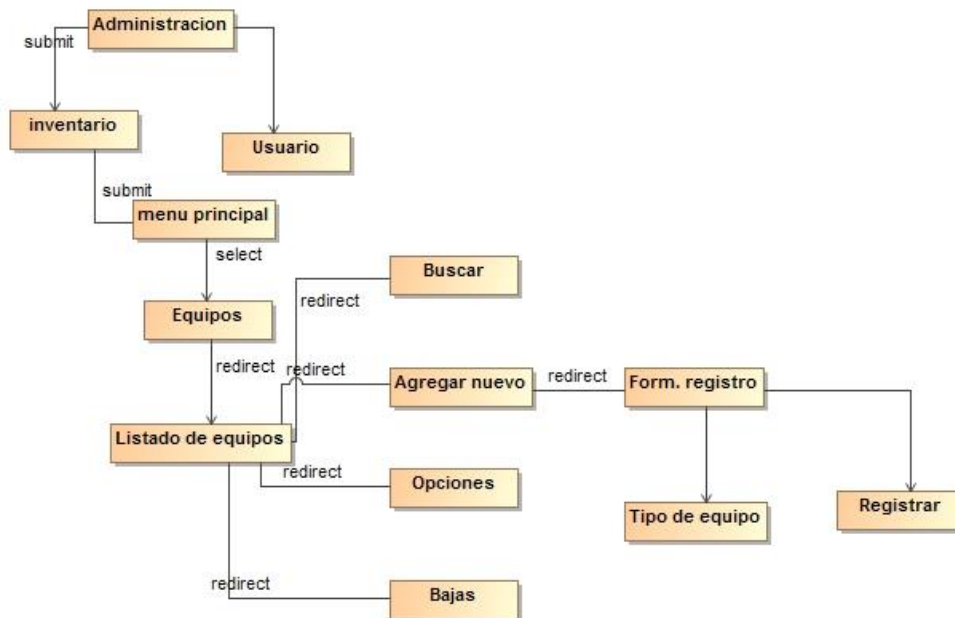 Administracion
submit
inventario
Usuario
submit
menu principal
select
Buscar
redirect
Equipos
redirect
redirect
Agregar nuevo
redirect
Form. registro
Listado de equipos
redirect
Opciones
Tipo de equipo
Registrar
redirect
Bajas